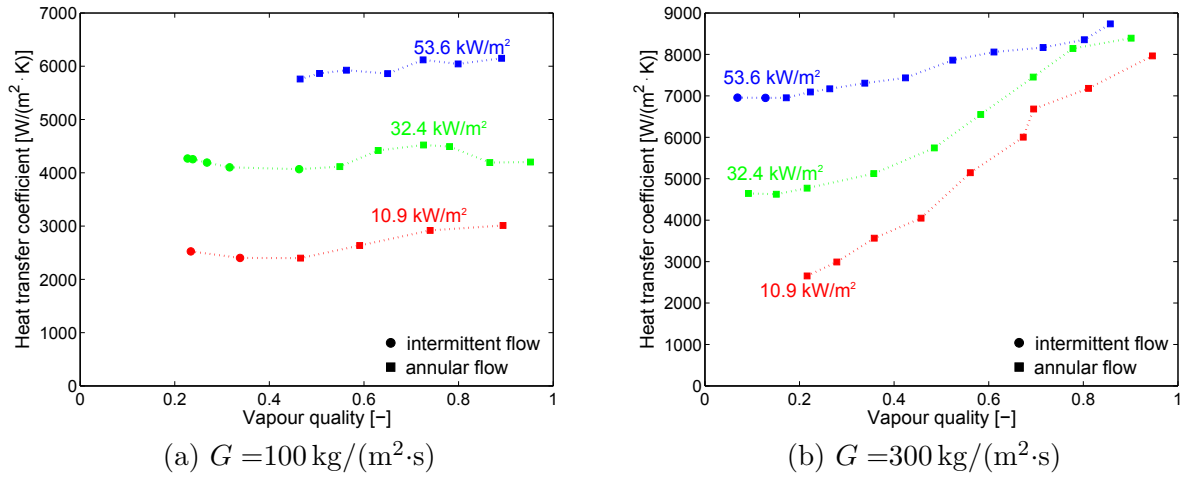 Heat transfer coefficient [W/(m² · K)]
7000
6000
5000
4000
3000
2000
1000
0
53.6 kW/m²
32.4 kW/m²
10.9 kW/m²
intermittent flow
annular flow
0 0.2 0.4 0.6 0.8 1
Vapour quality [−]
(a) G =100 kg/(m²·s)
Heat transfer coefficient [W/(m² · K)]
9000
8000
7000
6000
5000
4000
3000
2000
1000
0
53.6 kW/m²
32.4 kW/m²
10.9 kW/m²
intermittent flow
annular flow
0 0.2 0.4 0.6 0.8 1
Vapour quality [−]
(b) G =300 kg/(m²·s)